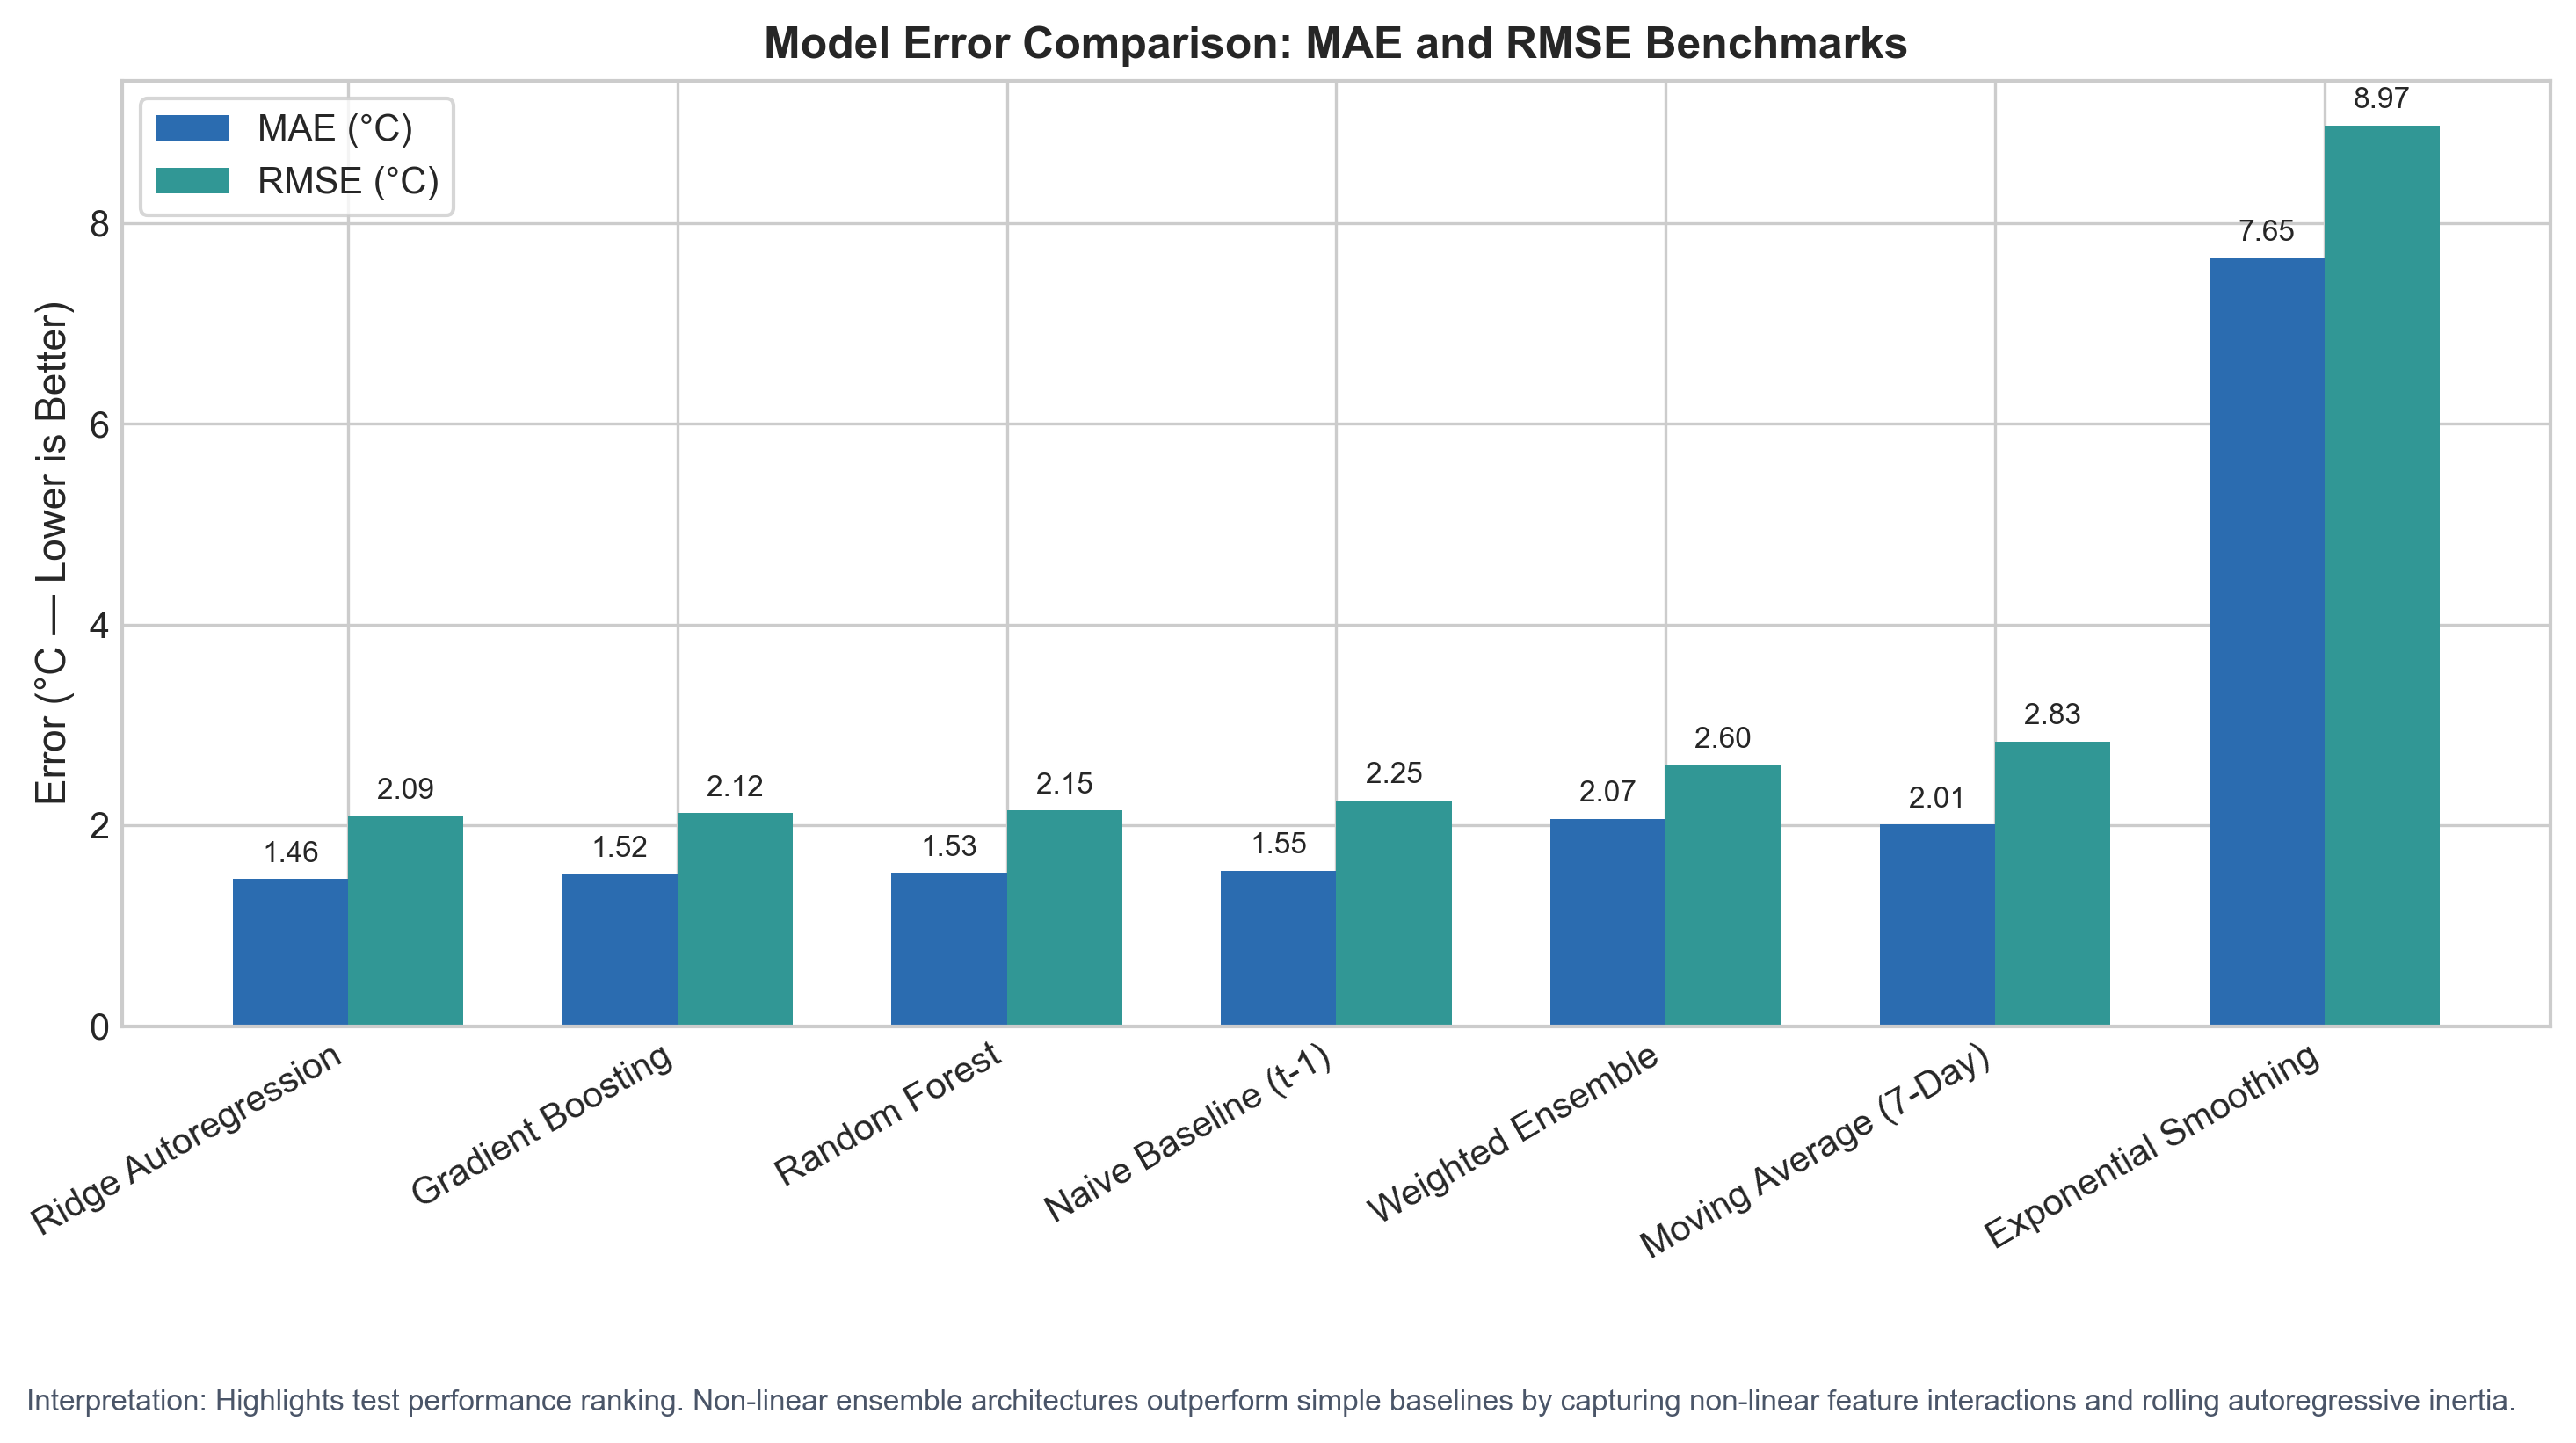 Model Error Comparison: MAE and RMSE Benchmarks
MAE (°C)
RMSE (°C)
Error (°C — Lower is Better)
8
6
4
2
0
1.46
2.09
1.52
2.12
1.53
2.15
1.55
2.25
2.07
2.60
2.01
2.83
7.65
8.97
Ridge Autoregression
Gradient Boosting
Random Forest
Naive Baseline (t-1)
Weighted Ensemble
Moving Average (7-Day)
Exponential Smoothing
Interpretation: Highlights test performance ranking. Non-linear ensemble architectures outperform simple baselines by capturing non-linear feature interactions and rolling autoregressive inertia.